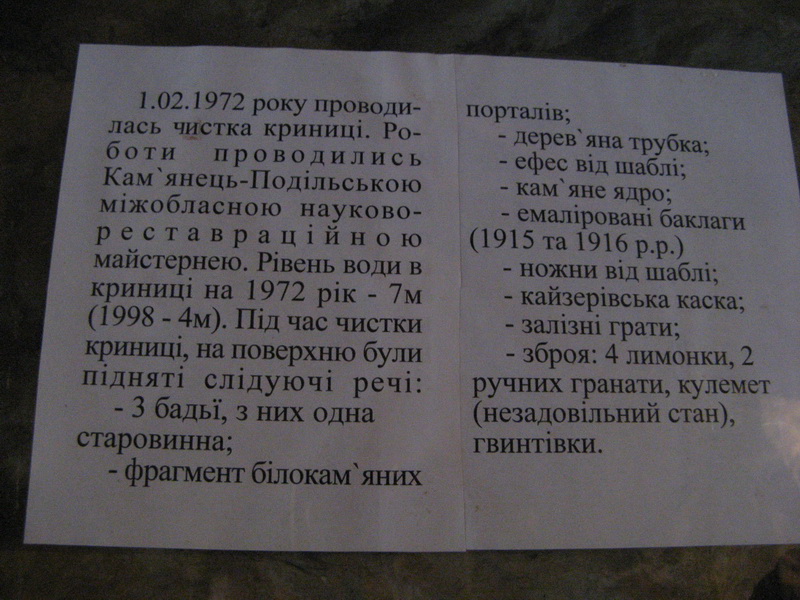 1.02.1972 року проводи-
лась чистка криниці. Ро-
боти проводились
Кам`янець-Подільською
міжобласною науково-
реставраційною
майстернею. Рівень води в
криниці на 1972 рік - 7м
(1998 - 4м). Під час чистки
криниці, на поверхню були
підняті слідуючі речі:
- 3 бадьї, з них одна
старовинна;
- фрагмент білокам`яних
порталів;
- дерев`яна трубка;
- ефес від шаблі;
- кам`яне ядро;
- емаліровані баклаги
(1915 та 1916 р.р.)
- ножни від шаблі;
- кайзерівська каска;
- залізні грати;
- зброя: 4 лимонки, 2
ручних гранати, кулемет
(незадовільний стан),
гвинтівки.